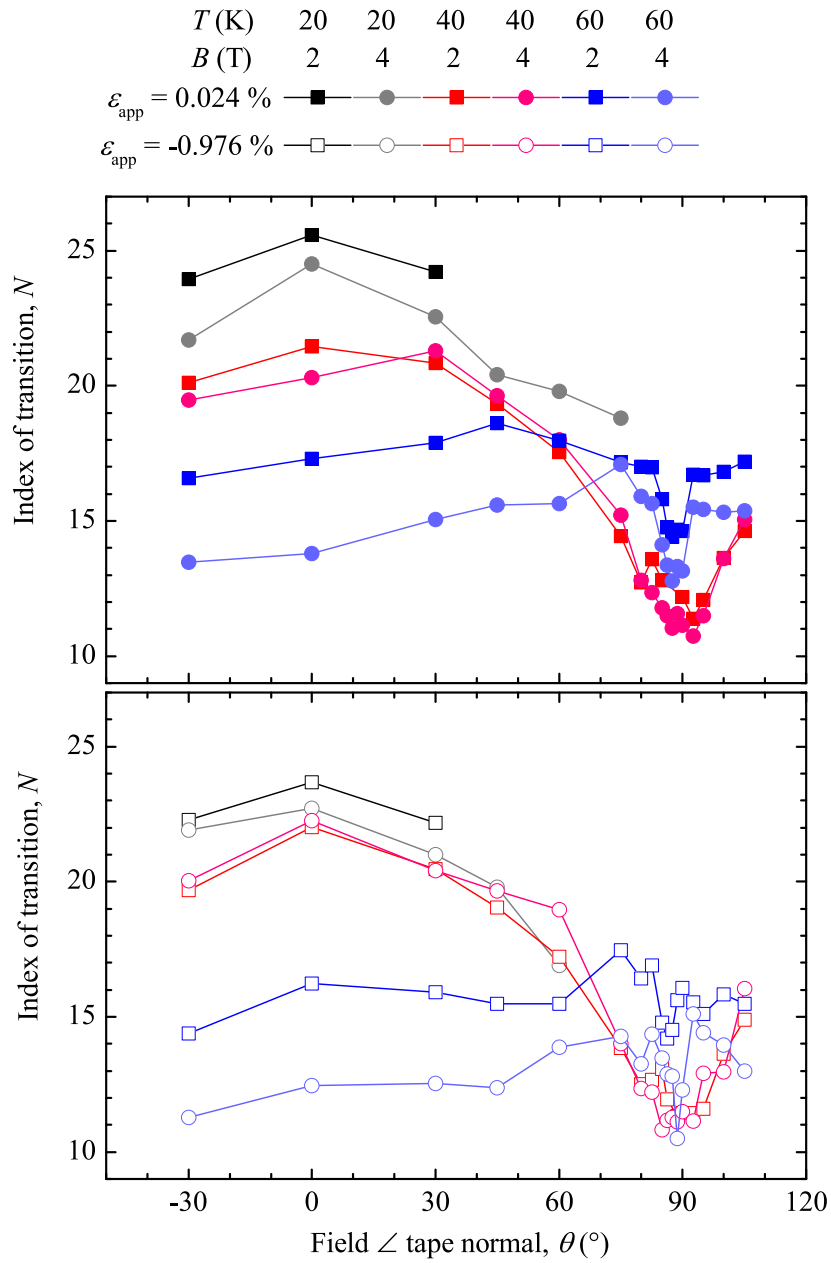 T (K) 20 20 40 40 60 60
B (T) 2 4 2 4 2 4
εapp = 0.024 %
εapp = -0.976 %
25
20
15
10
Index of transition, N
25
20
15
10
Index of transition, N
-30 0 30 60 90 120
Field ∠ tape normal, θ (°)